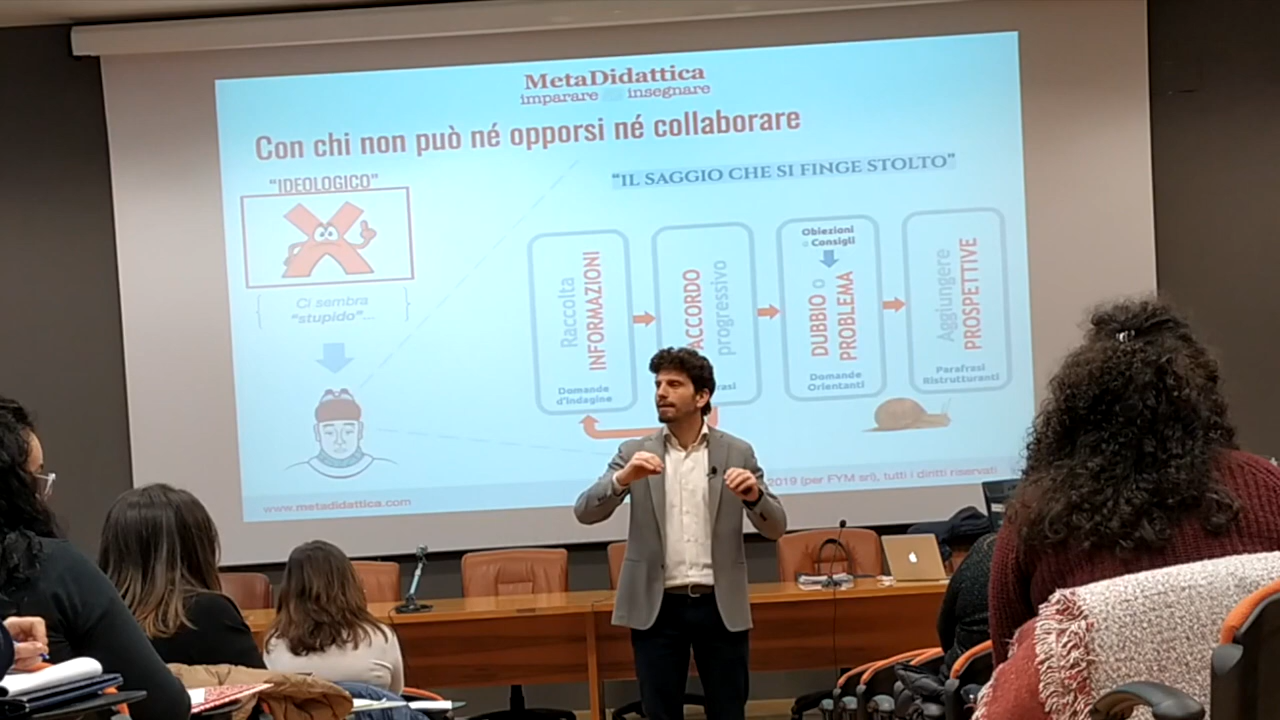 MetaDidattica
imparare insegnare
Con chi non può né opporsi né collaborare
"IDEOLOGICO"
Ci sembra
"stupido"...
"IL SAGGIO CHE SI FINGE STOLTO"
Raccolta
INFORMAZIONI
Domande
d'Indagine
ACCORDO
progressivo
Obiezioni
o Consigli
DUBBIO o
PROBLEMA
Domande
Orientanti
Aggiungere
PROSPETTIVE
Parafrasi
Ristrutturanti
www.metadidattica.com
2019 (per FYM srl), tutti i diritti riservati